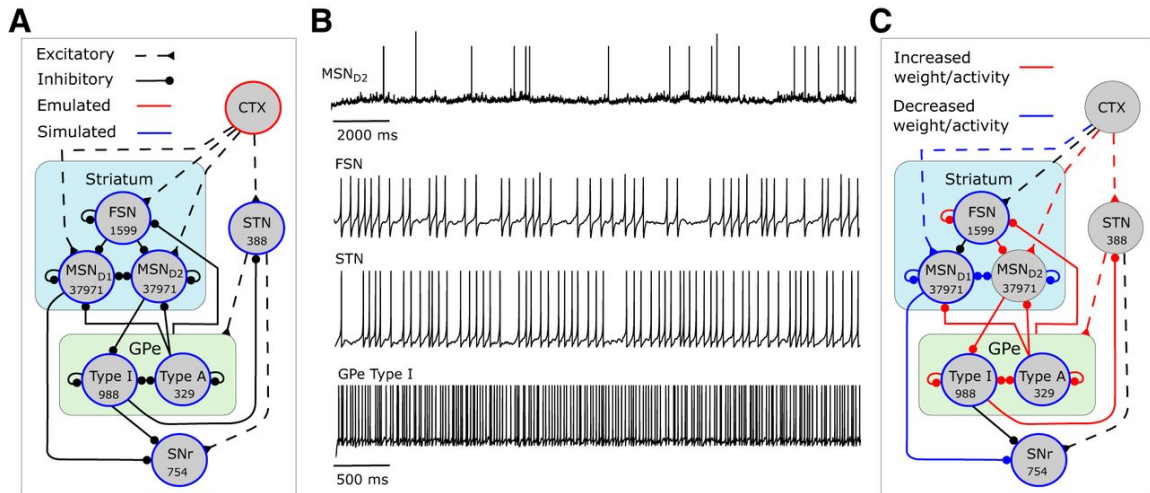 A
Excitatory
Inhibitory
Emulated
Simulated
CTX
Striatum
FSN
1599
STN
388
MSND1
37971
MSND2
37971
GPe
Type I
988
Type A
329
SNr
754
B
MSND2
2000 ms
FSN
STN
GPe Type I
500 ms
C
Increased
weight/activity
Decreased
weight/activity
CTX
Striatum
FSN
1599
STN
388
MSND1
37971
MSND2
37971
GPe
Type I
988
Type A
329
SNr
754